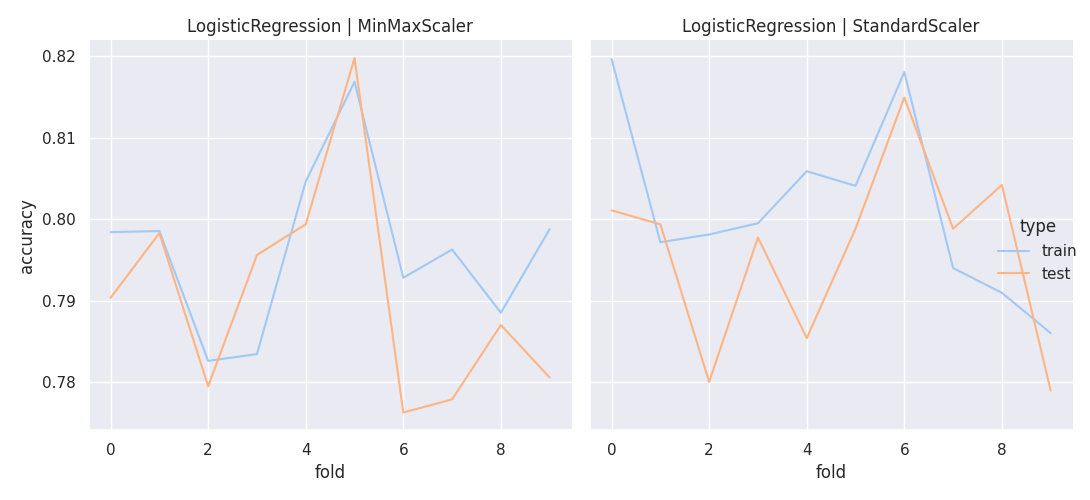 LogisticRegression | MinMaxScaler
LogisticRegression | StandardScaler
0.82
0.81
0.80
0.79
0.78
accuracy
0
2
4
6
8
fold
0
2
4
6
8
fold
type
train
test